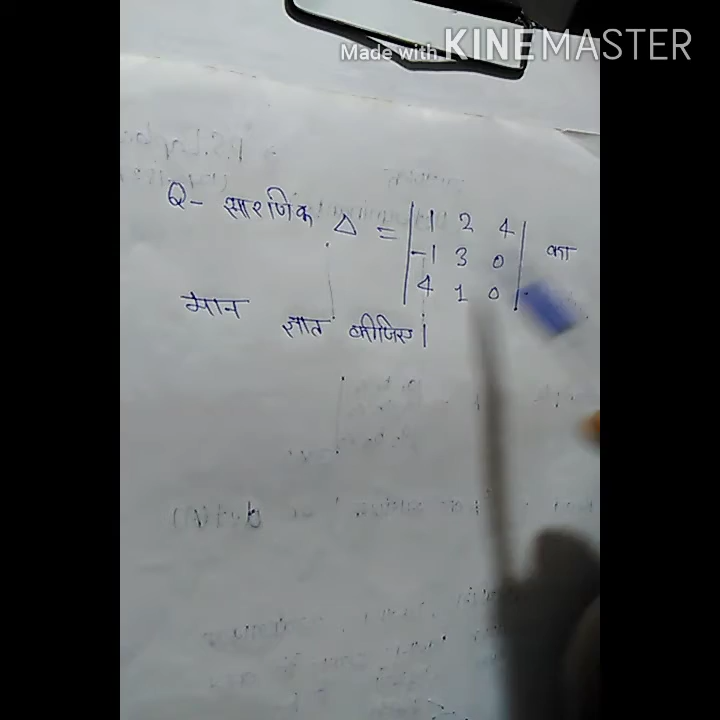 Made with KINEMASTER
Q- सारणिक Δ = | 1 2 4 | का
| -1 3 0 |
| 4 1 0 |
मान ज्ञात कीजिए।